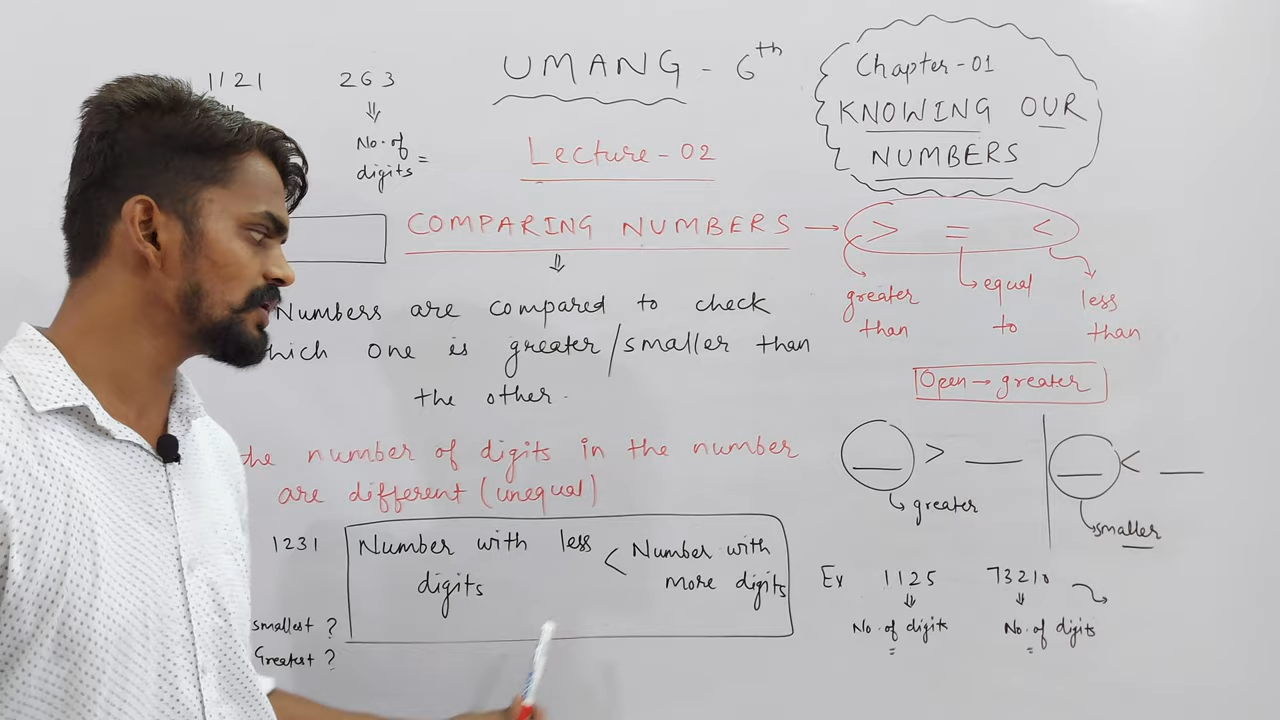 UMANG - 6th
Chapter-01
KNOWING OUR
NUMBERS
1121 263
No. of
digits =
Lecture-02
COMPARING NUMBERS → > = <
greater
than
equal
to
less
than
Numbers are compared to check
which one is greater/smaller than
the other.
Open → greater
> 
greater
<
smaller
the number of digits in the number
are different (unequal)
1231
Number with less
digits
< Number with
more digits
smallest ?
Greatest ?
Ex 1125 73210
No. of digits
=
No. of digits
=